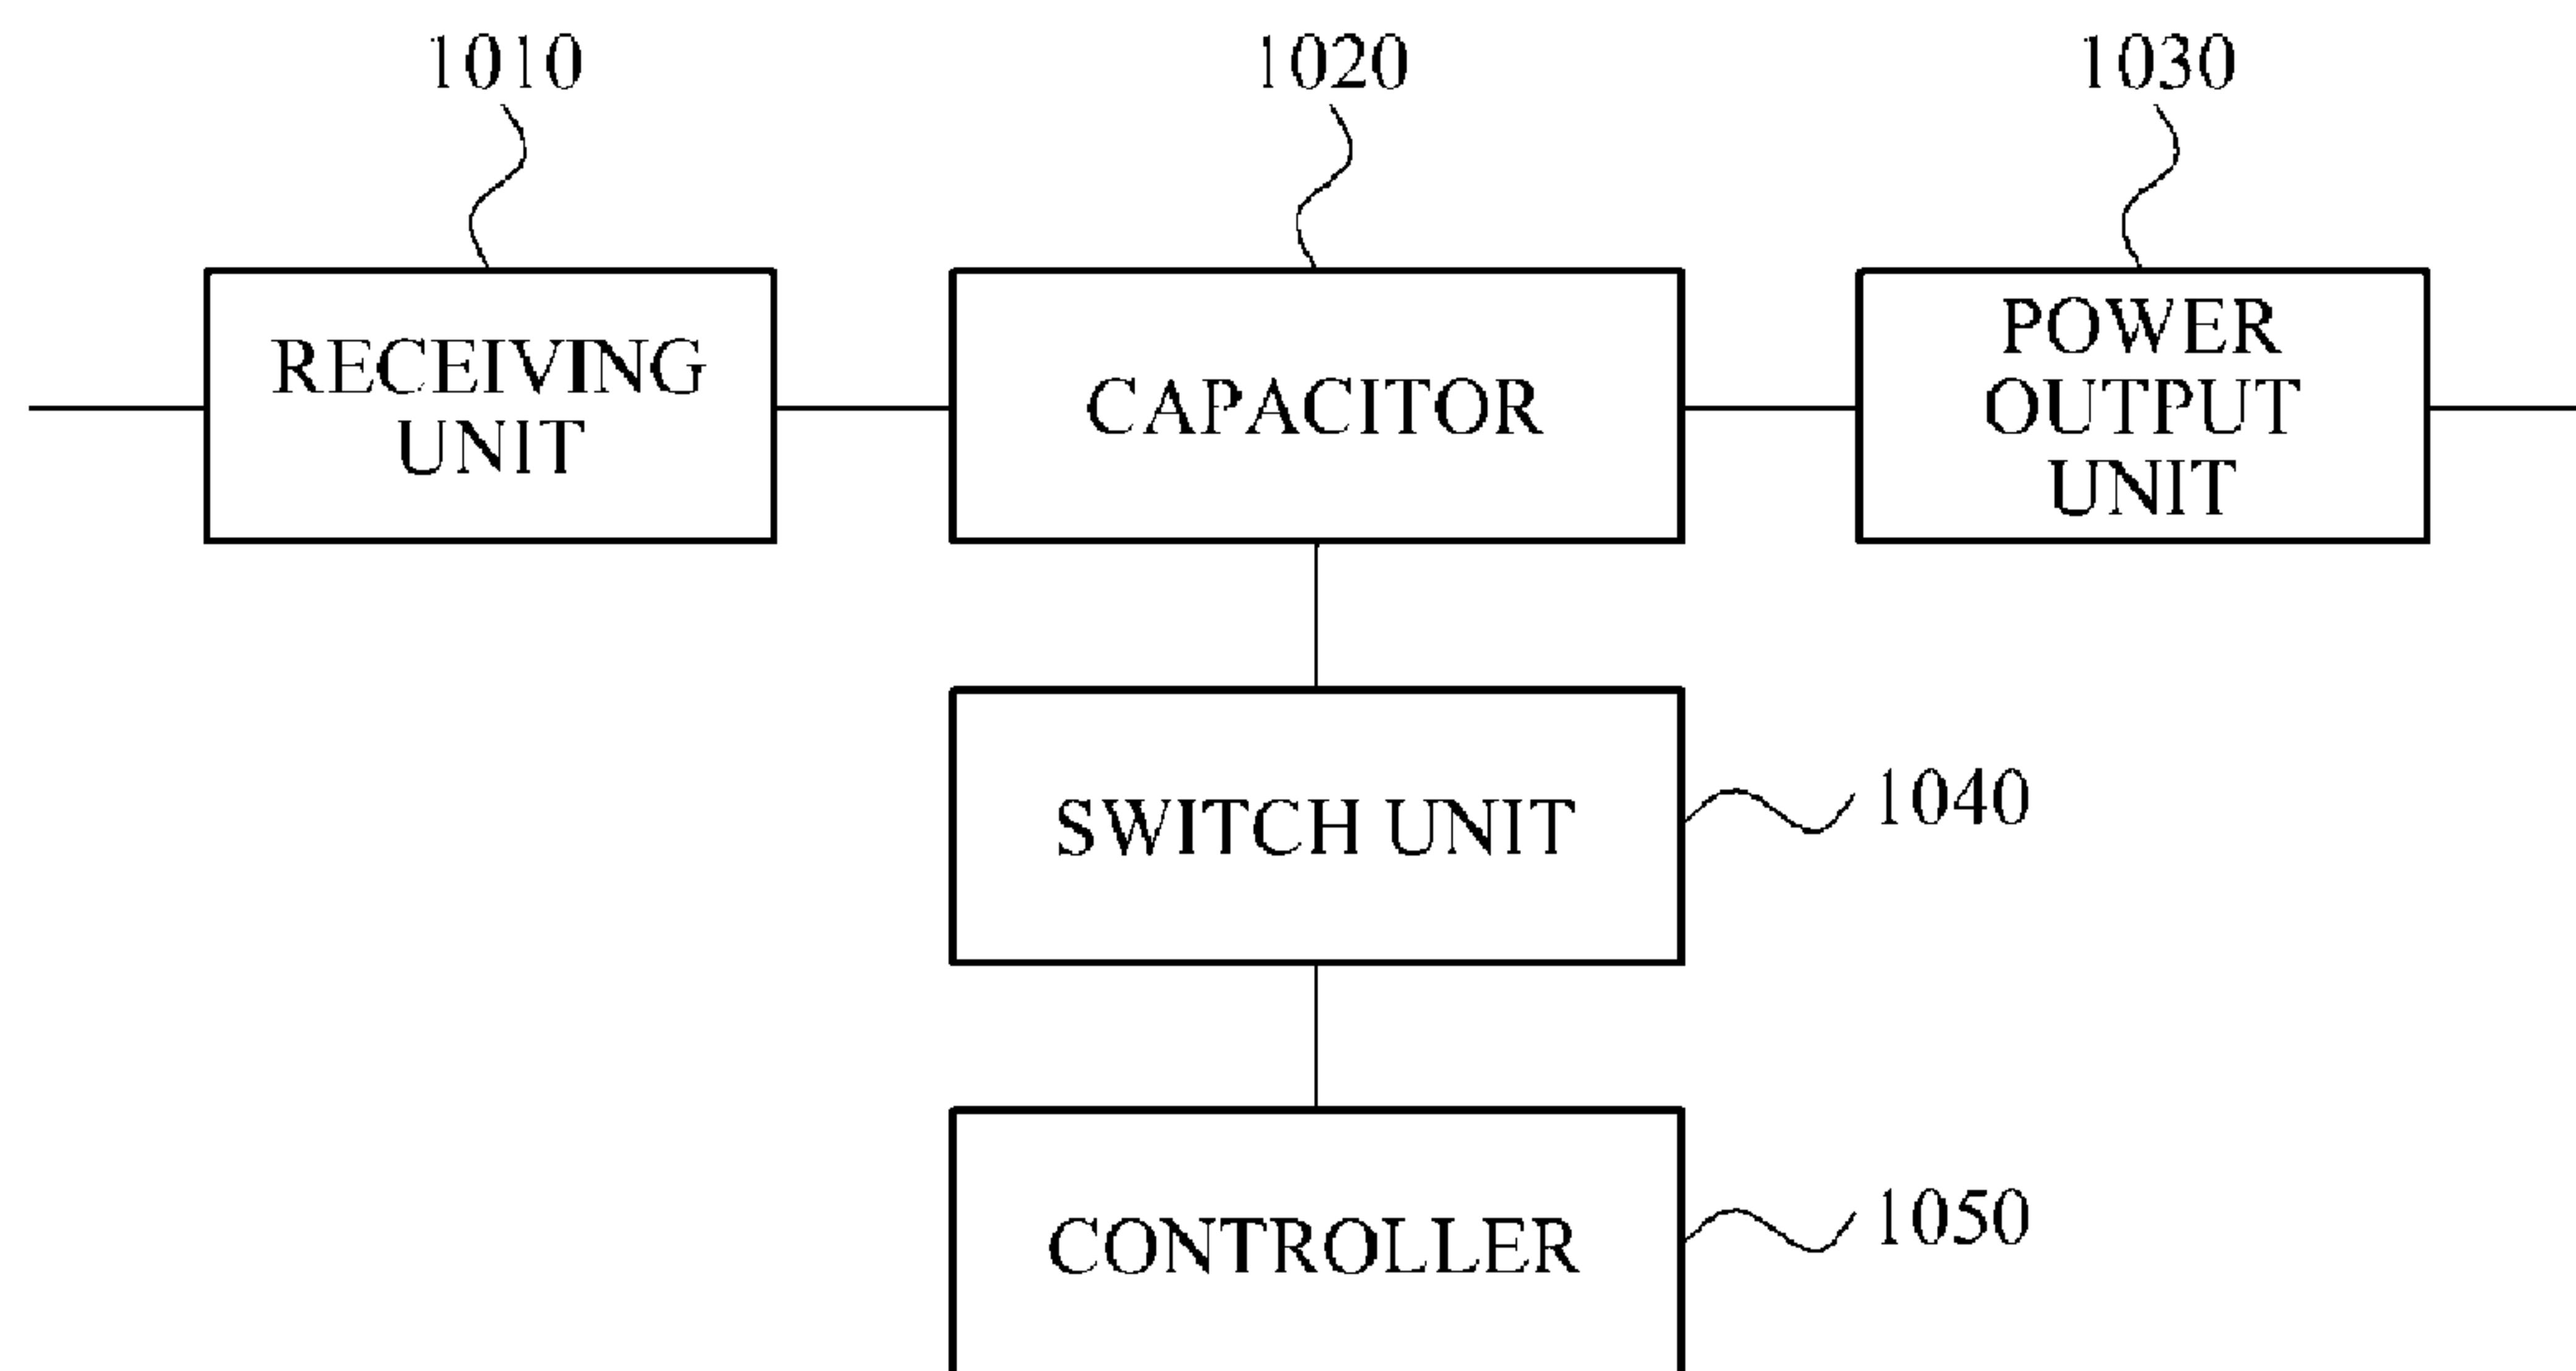 1010
1020
1030
RECEIVING
UNIT
CAPACITOR
POWER
OUTPUT
UNIT
SWITCH UNIT
1040
CONTROLLER
1050